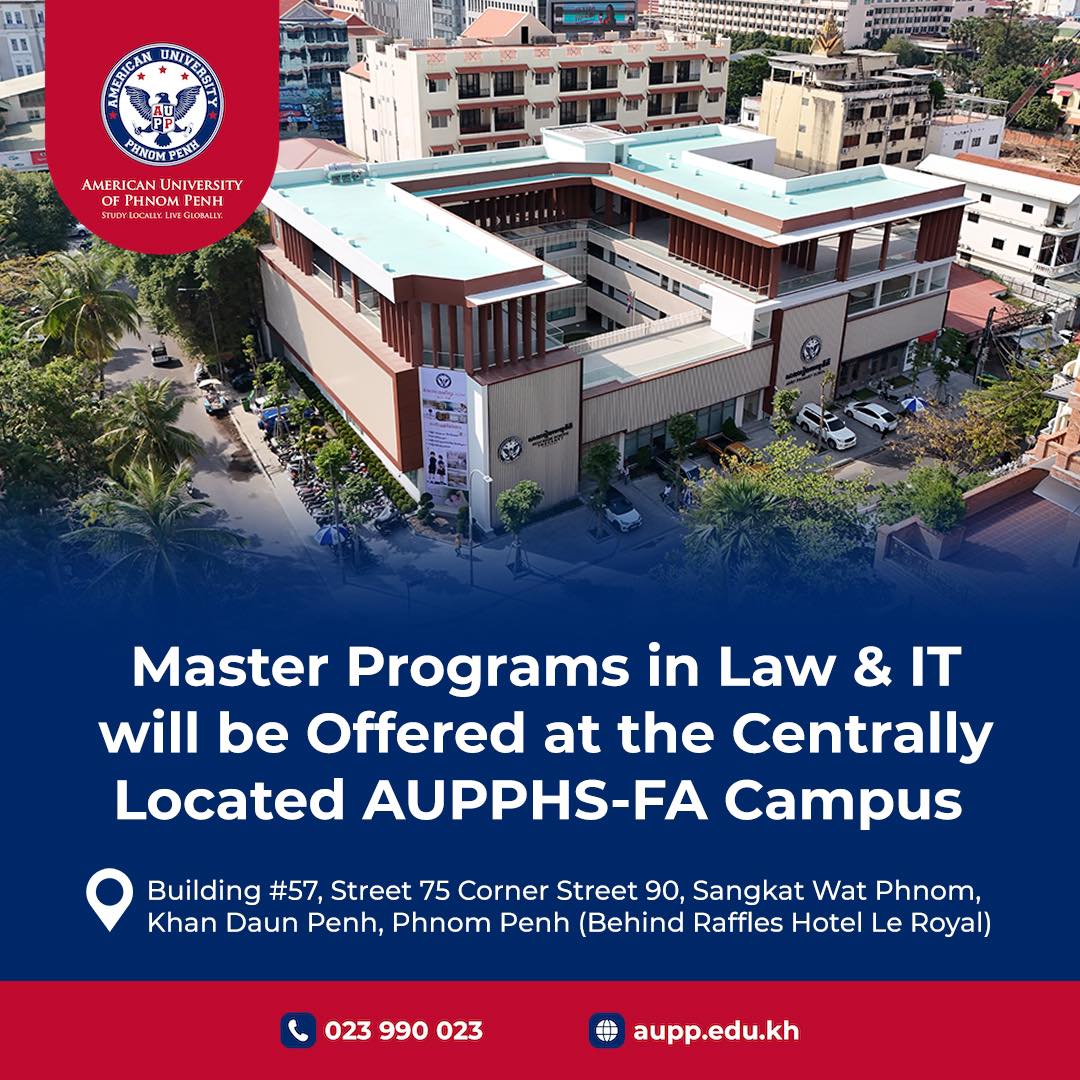 AMERICAN UNIVERSITY
AUPP
PHNOM PENH
AMERICAN UNIVERSITY
OF PHNOM PENH
STUDY LOCALLY. LIVE GLOBALLY.
Master Programs in Law & IT
will be Offered at the Centrally
Located AUPPHS-FA Campus
Building #57, Street 75 Corner Street 90, Sangkat Wat Phnom,
Khan Daun Penh, Phnom Penh (Behind Raffles Hotel Le Royal)
023 990 023
aupp.edu.kh